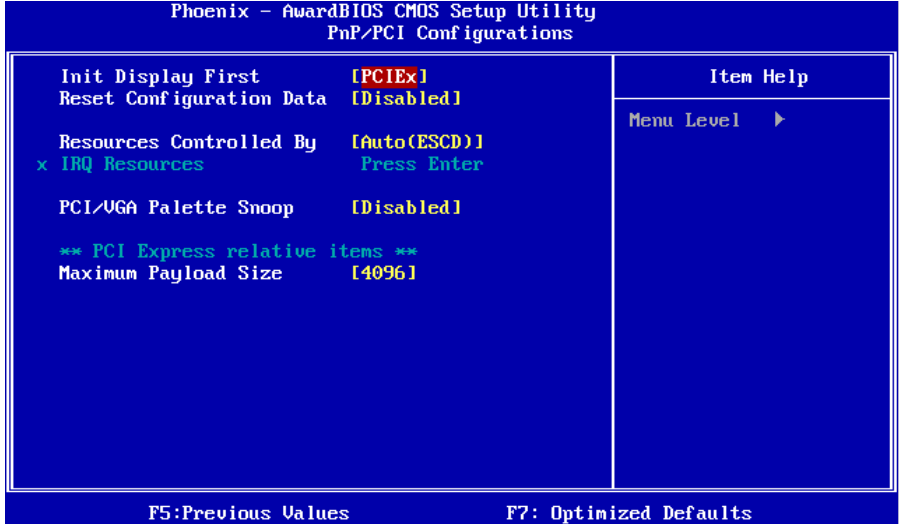 Phoenix - AwardBIOS CMOS Setup Utility
PnP/PCI Configurations
Init Display First [PCIEx]
Reset Configuration Data [Disabled]
Resources Controlled By [Auto(ESCD)]
x IRQ Resources Press Enter
PCI/VGA Palette Snoop [Disabled]
** PCI Express relative items **
Maximum Payload Size [4096]
Item Help
Menu Level
F5:Previous Values F7: Optimized Defaults